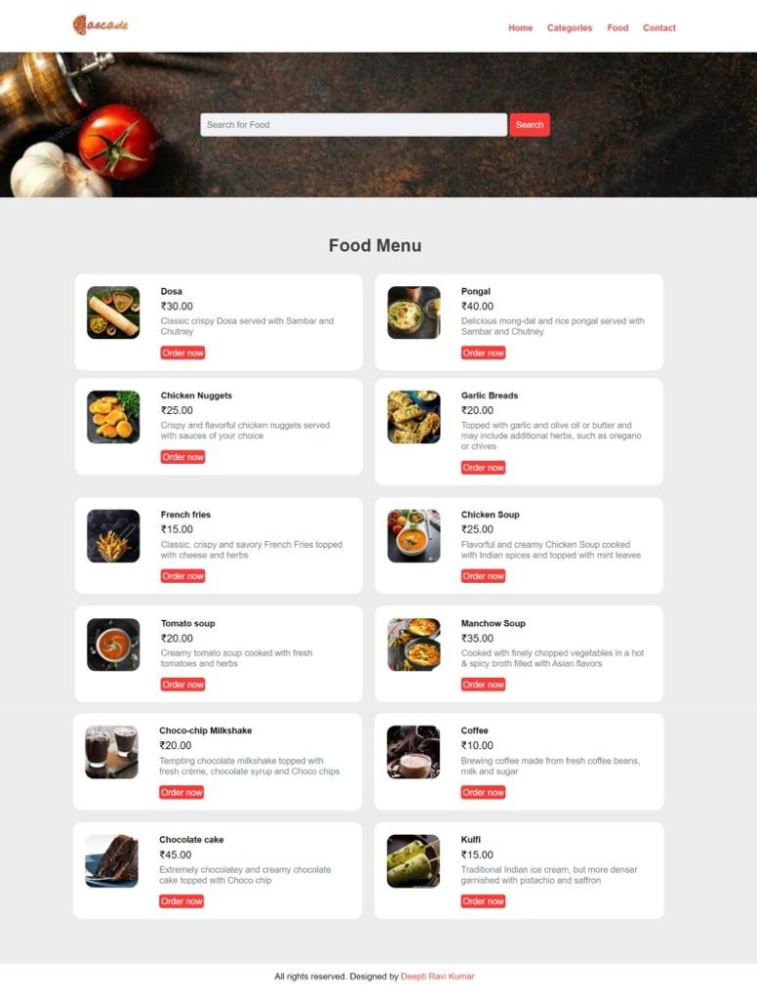 Cascade
Home Categories Food Contact
Search for Food Search
Food Menu
Dosa
₹30.00
Classic crispy Dosa served with Sambar and
Chutney
Order now
Pongal
₹40.00
Delicious mong-dal and rice pongal served with
Sambar and Chutney
Order now
Chicken Nuggets
₹25.00
Crispy and flavorful chicken nuggets served
with sauces of your choice
Order now
Garlic Breads
₹20.00
Topped with garlic and olive oil or butter and
may include additional herbs, such as oregano
or chives
Order now
French fries
₹15.00
Classic, crispy and savory French Fries topped
with cheese and herbs
Order now
Chicken Soup
₹25.00
Flavorful and creamy Chicken Soup cooked
with Indian spices and topped with mint leaves
Order now
Tomato soup
₹20.00
Creamy tomato soup cooked with fresh
tomatoes and herbs
Order now
Manchow Soup
₹35.00
Cooked with finely chopped vegetables in a hot
& spicy broth filled with Asian flavors
Order now
Choco-chip Milkshake
₹20.00
Tempting chocolate milkshake topped with
fresh crème, chocolate syrup and Choco chips
Order now
Coffee
₹10.00
Brewing coffee made from fresh coffee beans,
milk and sugar
Order now
Chocolate cake
₹45.00
Extremely chocolatey and creamy chocolate
cake topped with Choco chip
Order now
Kulfi
₹15.00
Traditional Indian ice cream, but more denser
garnished with pistachio and saffron
Order now
All rights reserved. Designed by Deepti Ravi Kumar